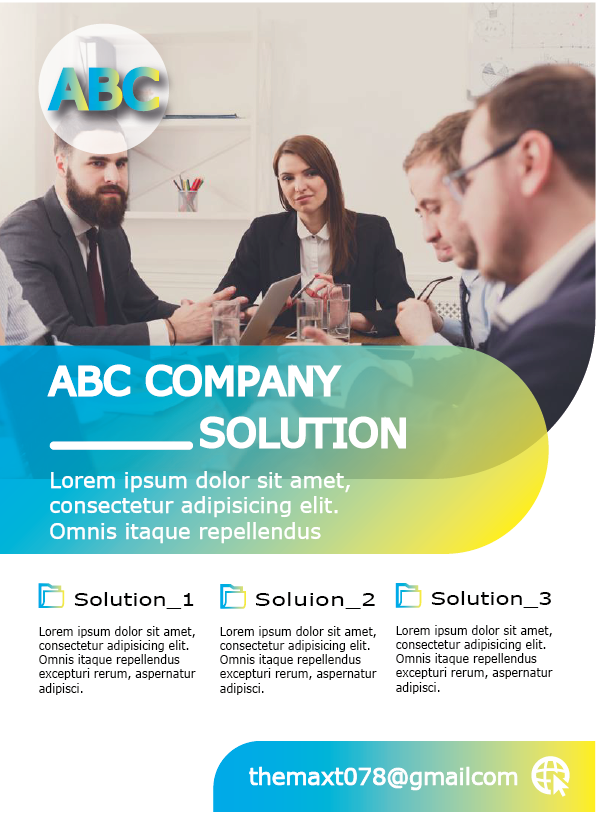 ABC
ABC COMPANY
SOLUTION
Lorem ipsum dolor sit amet,
consectetur adipisicing elit.
Omnis itaque repellendus
Solution_1
Lorem ipsum dolor sit amet,
consectetur adipisicing elit.
Omnis itaque repellendus
excepturi rerum, aspernatur
adipisci.
Soluion_2
Lorem ipsum dolor sit amet,
consectetur adipisicing elit.
Omnis itaque repellendus
excepturi rerum, aspernatur
adipisci.
Solution_3
Lorem ipsum dolor sit amet,
consectetur adipisicing elit.
Omnis itaque repellendus
excepturi rerum, aspernatur
adipisci.
themaxt078@gmailcom